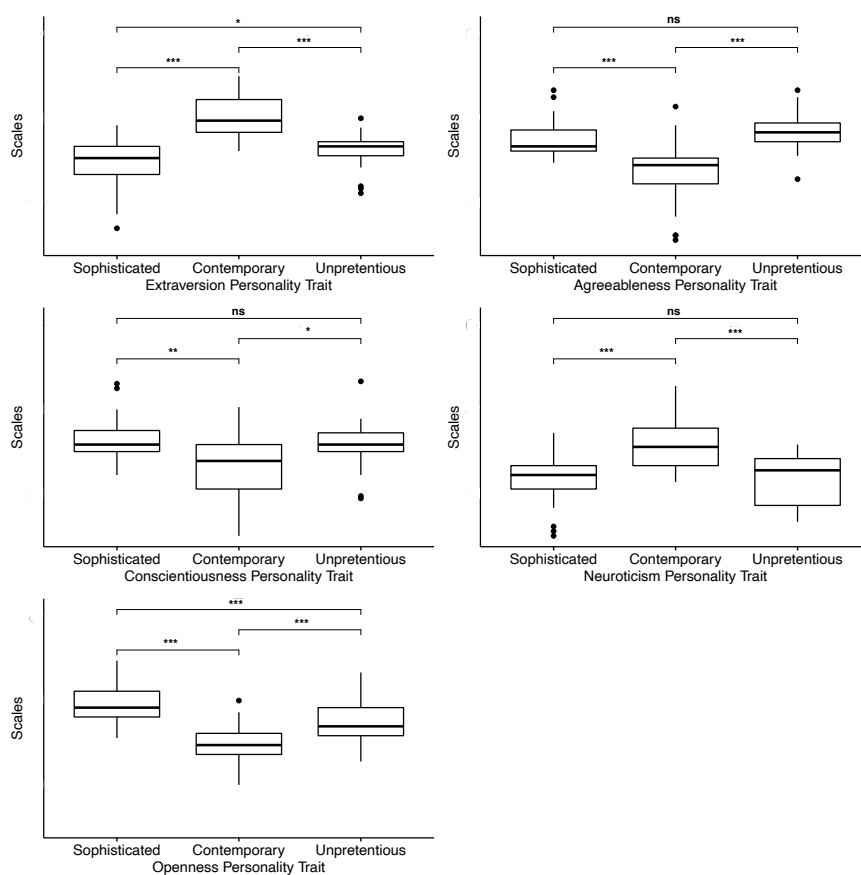 *
***
***
Scales
Sophisticated Contemporary Unpretentious
Extraversion Personality Trait
ns
***
***
Scales
Sophisticated Contemporary Unpretentious
Agreeableness Personality Trait
ns
*
**
Scales
Sophisticated Contemporary Unpretentious
Conscientiousness Personality Trait
ns
***
***
Scales
Sophisticated Contemporary Unpretentious
Neuroticism Personality Trait
***
***
***
Scales
Sophisticated Contemporary Unpretentious
Openness Personality Trait